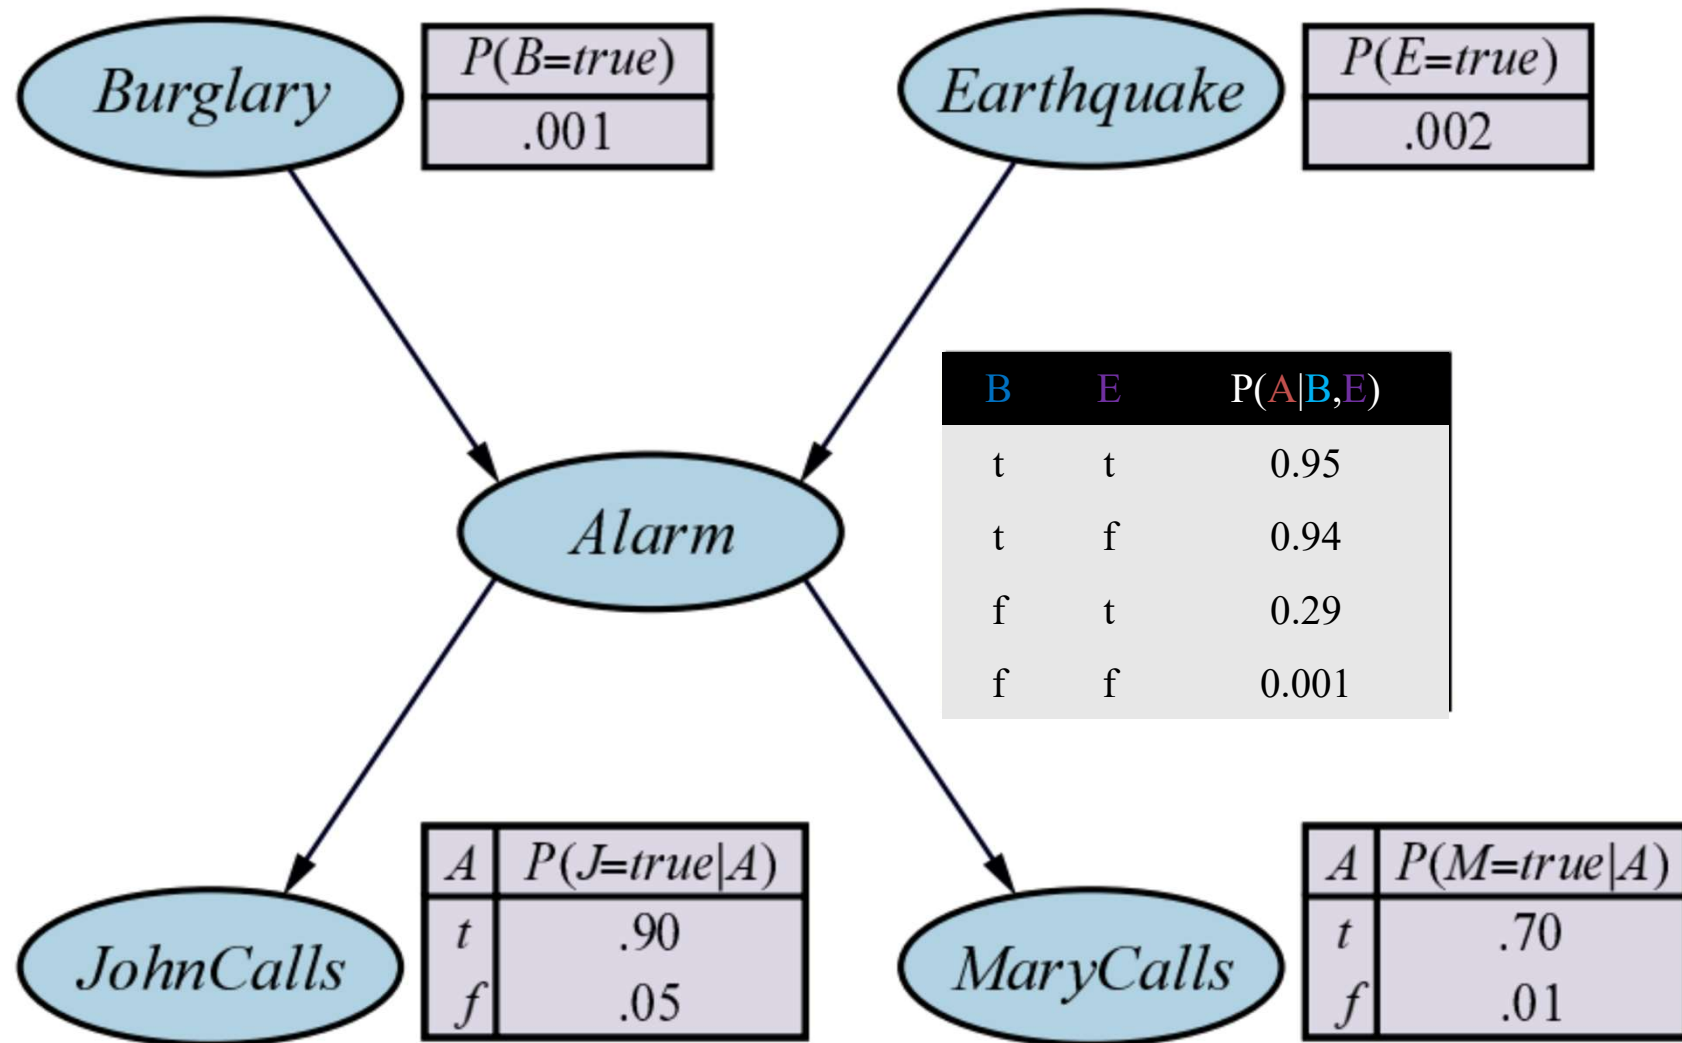 Burglary
P(B=true)
.001
Earthquake
P(E=true)
.002
B E P(A|B,E)
t t 0.95
t f 0.94
f t 0.29
f f 0.001
Alarm
JohnCalls
A P(J=true|A)
t .90
f .05
MaryCalls
A P(M=true|A)
t .70
f .01